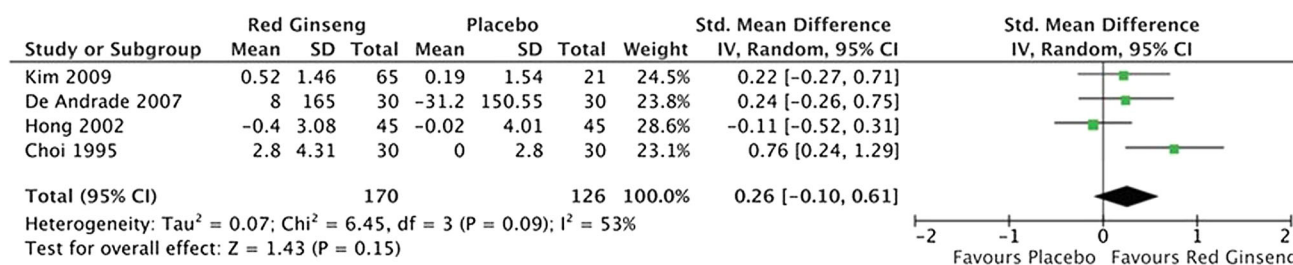 Red Ginseng Placebo Std. Mean Difference Std. Mean Difference
Study or Subgroup Mean SD Total Mean SD Total Weight IV, Random, 95% CI IV, Random, 95% CI
Kim 2009 0.52 1.46 65 0.19 1.54 21 24.5% 0.22 [-0.27, 0.71]
De Andrade 2007 8 165 30 -31.2 150.55 30 23.8% 0.24 [-0.26, 0.75]
Hong 2002 -0.4 3.08 45 -0.02 4.01 45 28.6% -0.11 [-0.52, 0.31]
Choi 1995 2.8 4.31 30 0 2.8 30 23.1% 0.76 [0.24, 1.29]
Total (95% CI) 170 126 100.0% 0.26 [-0.10, 0.61]
Heterogeneity: Tau² = 0.07; Chi² = 6.45, df = 3 (P = 0.09); I² = 53%
Test for overall effect: Z = 1.43 (P = 0.15)
-2 -1 0 1 2
Favours Placebo Favours Red Ginseng